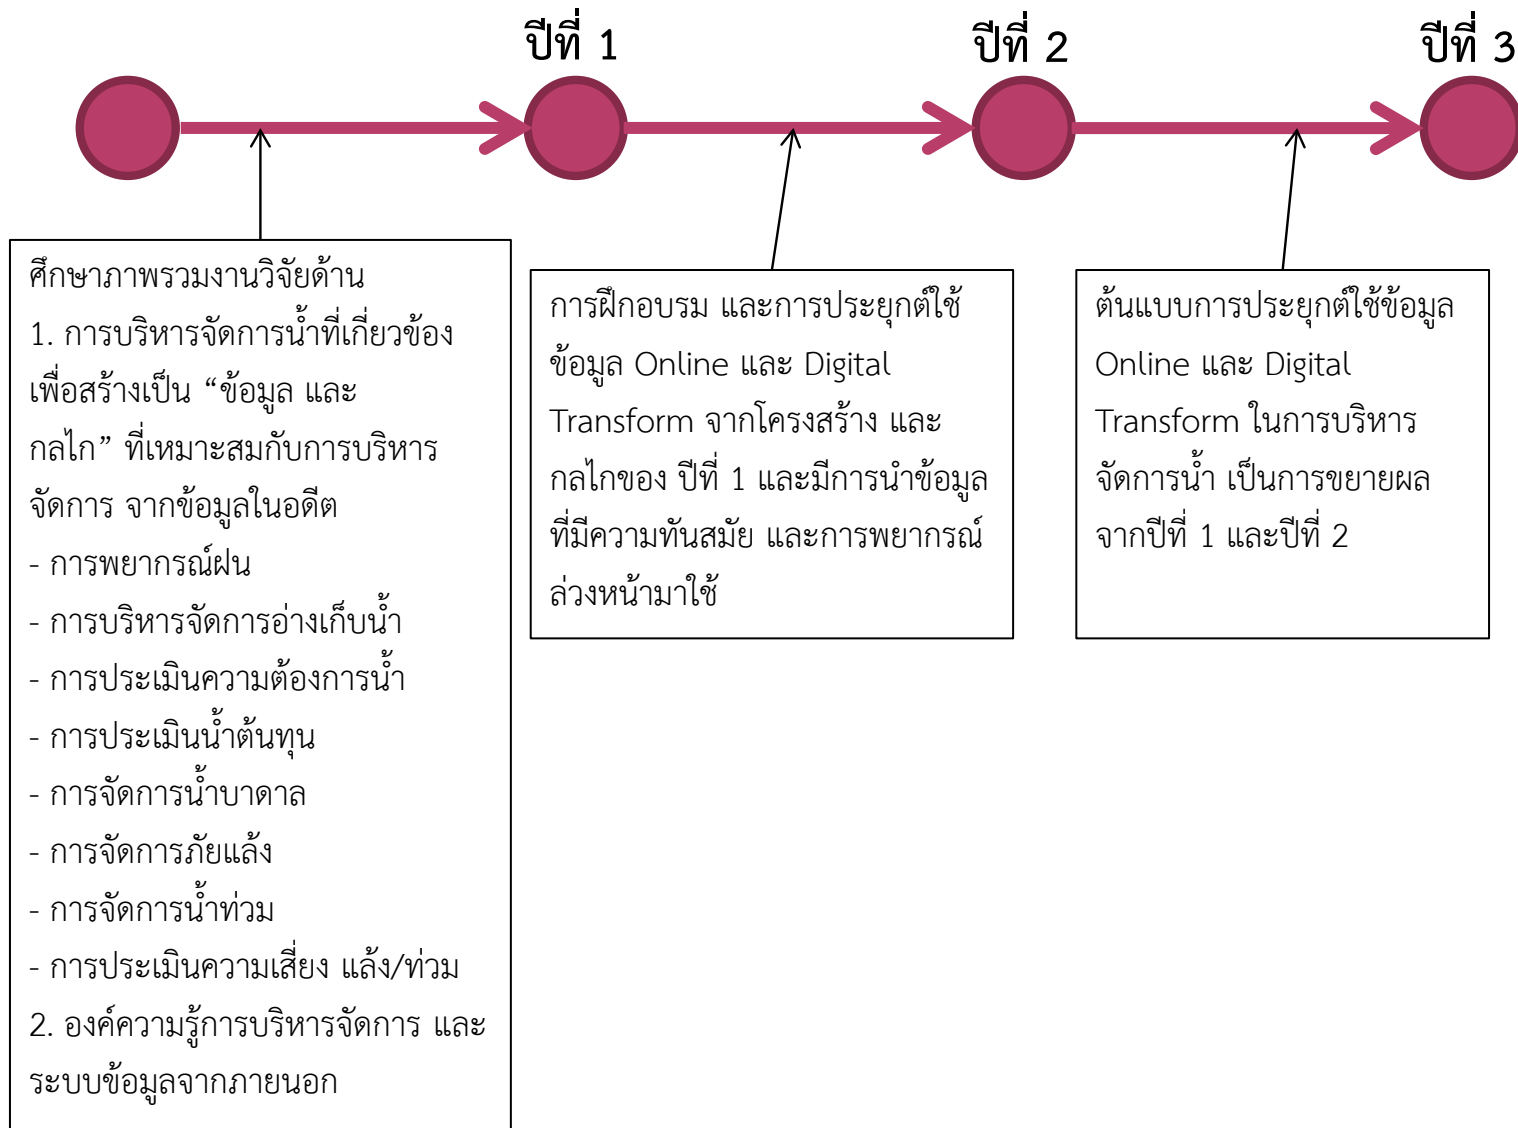 ปีที่ 1
ปีที่ 2
ปีที่ 3
ศึกษาภาพรวมงานวิจัยด้าน
1. การบริหารจัดการน้ำที่เกี่ยวข้อง
เพื่อสร้างเป็น “ข้อมูล และ
กลไก” ที่เหมาะสมกับการบริหาร
จัดการ จากข้อมูลในอดีต
- การพยากรณ์ฝน
- การบริหารจัดการอ่างเก็บน้ำ
- การประเมินความต้องการน้ำ
- การประเมินน้ำต้นทุน
- การจัดการน้ำบาดาล
- การจัดการภัยแล้ง
- การจัดการน้ำท่วม
- การประเมินความเสี่ยง แล้ง/ท่วม
2. องค์ความรู้การบริหารจัดการ และ
ระบบข้อมูลจากภายนอก
การฝึกอบรม และการประยุกต์ใช้
ข้อมูล Online และ Digital
Transform จากโครงสร้าง และ
กลไกของ ปีที่ 1 และมีการนำข้อมูล
ที่มีความทันสมัย และการพยากรณ์
ล่วงหน้ามาใช้
ต้นแบบการประยุกต์ใช้ข้อมูล
Online และ Digital
Transform ในการบริหาร
จัดการน้ำ เป็นการขยายผล
จากปีที่ 1 และปีที่ 2